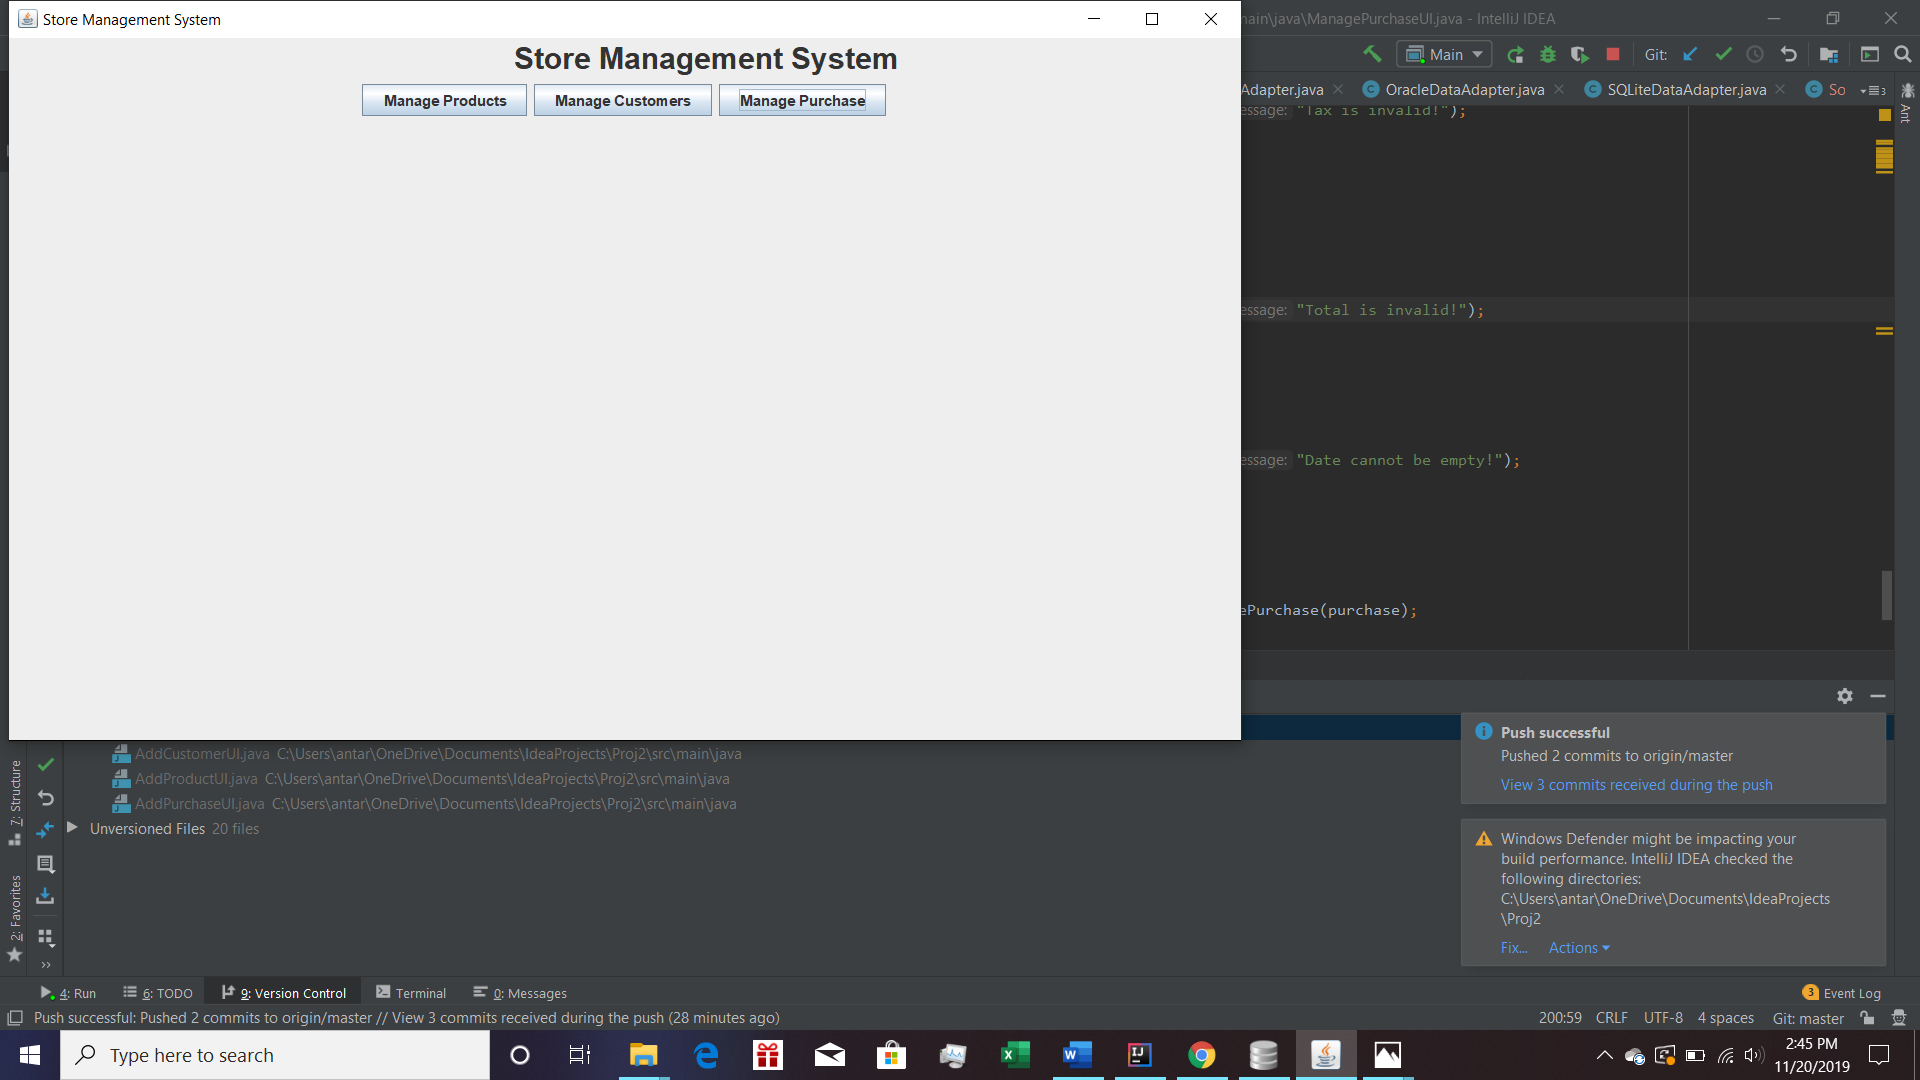 Store Management System
Store Management System
Manage Products
Manage Customers
Manage Purchase
main\java\ManagePurchaseUI.java - IntelliJ IDEA
Main
Git:
Adapter.java
OracleDataAdapter.java
SQLiteDataAdapter.java
So
3
Ant
essage: "Tax is invalid!");
essage: "Total is invalid!");
essage: "Date cannot be empty!");
ePurchase(purchase);
AddCustomerUI.java C:\Users\antar\OneDrive\Documents\IdeaProjects\Proj2\src\main\java
AddProductUI.java C:\Users\antar\OneDrive\Documents\IdeaProjects\Proj2\src\main\java
AddPurchaseUI.java C:\Users\antar\OneDrive\Documents\IdeaProjects\Proj2\src\main\java
Unversioned Files 20 files
7: Structure
2: Favorites
Push successful
Pushed 2 commits to origin/master
View 3 commits received during the push
Windows Defender might be impacting your
build performance. IntelliJ IDEA checked the
following directories:
C:\Users\antar\OneDrive\Documents\IdeaProjects
\Proj2
Fix...
Actions
4: Run
6: TODO
9: Version Control
Terminal
0: Messages
3 Event Log
Push successful: Pushed 2 commits to origin/master // View 3 commits received during the push (28 minutes ago)
200:59
CRLF
UTF-8
4 spaces
Git: master
Type here to search
2:45 PM
11/20/2019